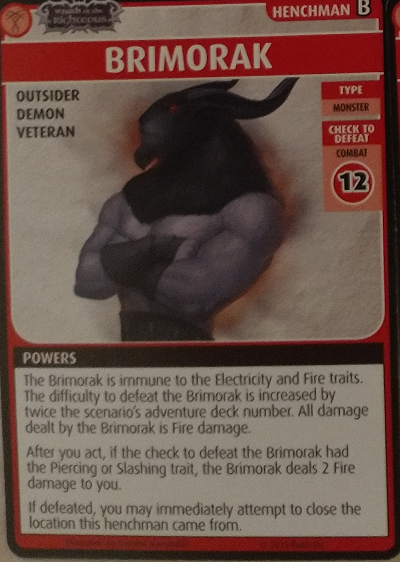 Wrath of the
Righteous
HENCHMAN B
BRIMORAK
OUTSIDER
DEMON
VETERAN
TYPE
MONSTER
CHECK TO
DEFEAT
COMBAT
12
POWERS
The Brimorak is immune to the Electricity and Fire traits.
The difficulty to defeat the Brimorak is increased by
twice the scenario's adventure deck number. All damage
dealt by the Brimorak is Fire damage.
After you act, if the check to defeat the Brimorak had
the Piercing or Slashing trait, the Brimorak deals 2 Fire
damage to you.
If defeated, you may immediately attempt to close the
location this henchman came from.